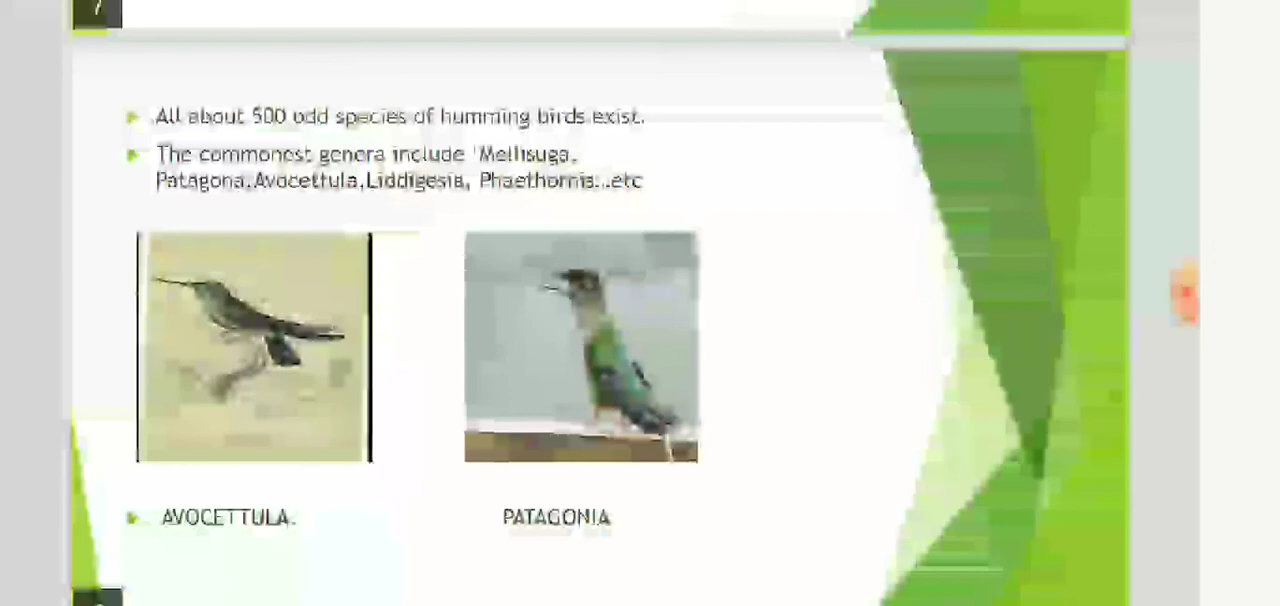 7
All about 500 odd species of humming birds exist.
The commonest genera include 'Mellisuga,
Patagona,Avocettula,Liddigesia, Phaethornis...etc
AVOCETTULA.
PATAGONIA